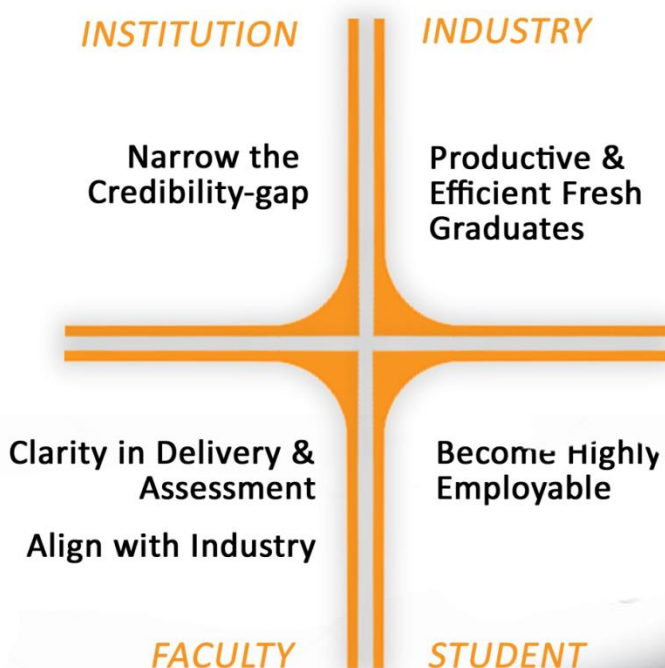 INSTITUTION
INDUSTRY
Narrow the
Credibility-gap
Productive &
Efficient Fresh
Graduates
Clarity in Delivery &
Assessment
Align with Industry
Become Highly
Employable
FACULTY
STUDENT